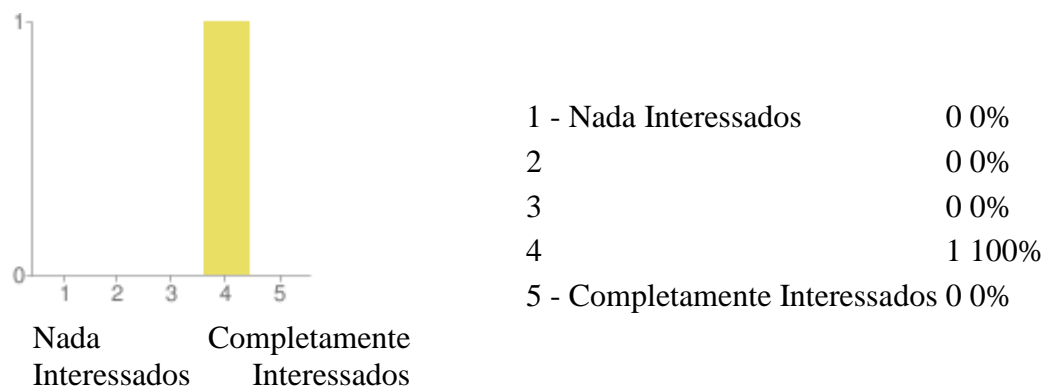 1
0
1 2 3 4 5
Nada Completamente
Interessados Interessados
1 - Nada Interessados 0 0%
2 0 0%
3 0 0%
4 1 100%
5 - Completamente Interessados 0 0%